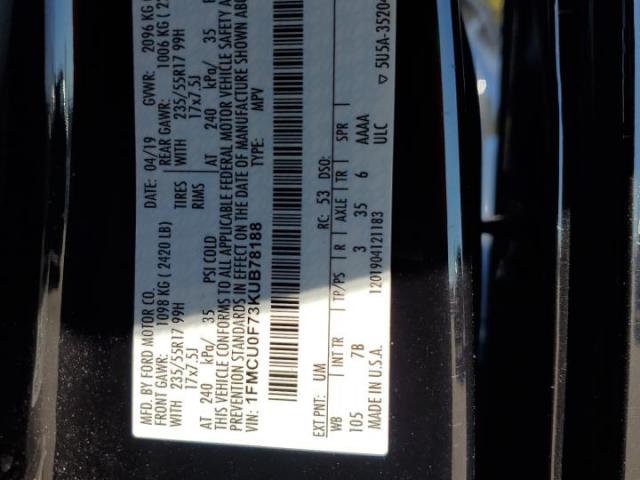 MFD. BY FORD MOTOR CO.
DATE: 04/19 GVWR: 2096 KG
FRONT GAWR: 1098 KG ( 2420 LB) REAR GAWR: 1006 KG
WITH 235/55R17 99H TIRES WITH 235/55R17 99H
17x7.5J RIMS 17x7.5J
AT 240 kPa/ 35 PSI COLD AT 240 kPa/ 35
THIS VEHICLE CONFORMS TO ALL APPLICABLE FEDERAL MOTOR VEHICLE SAFETY
PREVENTION STANDARDS IN EFFECT ON THE DATE OF MANUFACTURE SHOWN
VIN: 1FMCU0F73KUB78188 TYPE: MPV
EXT PNT: UM RC: 53 DSO:
WB INT TR TP/PS R AXLE TR SPR
105 7B 3 35 6 AAAA
MADE IN U.S.A. 1201904121183 ULC
▽ 5U5A-3520